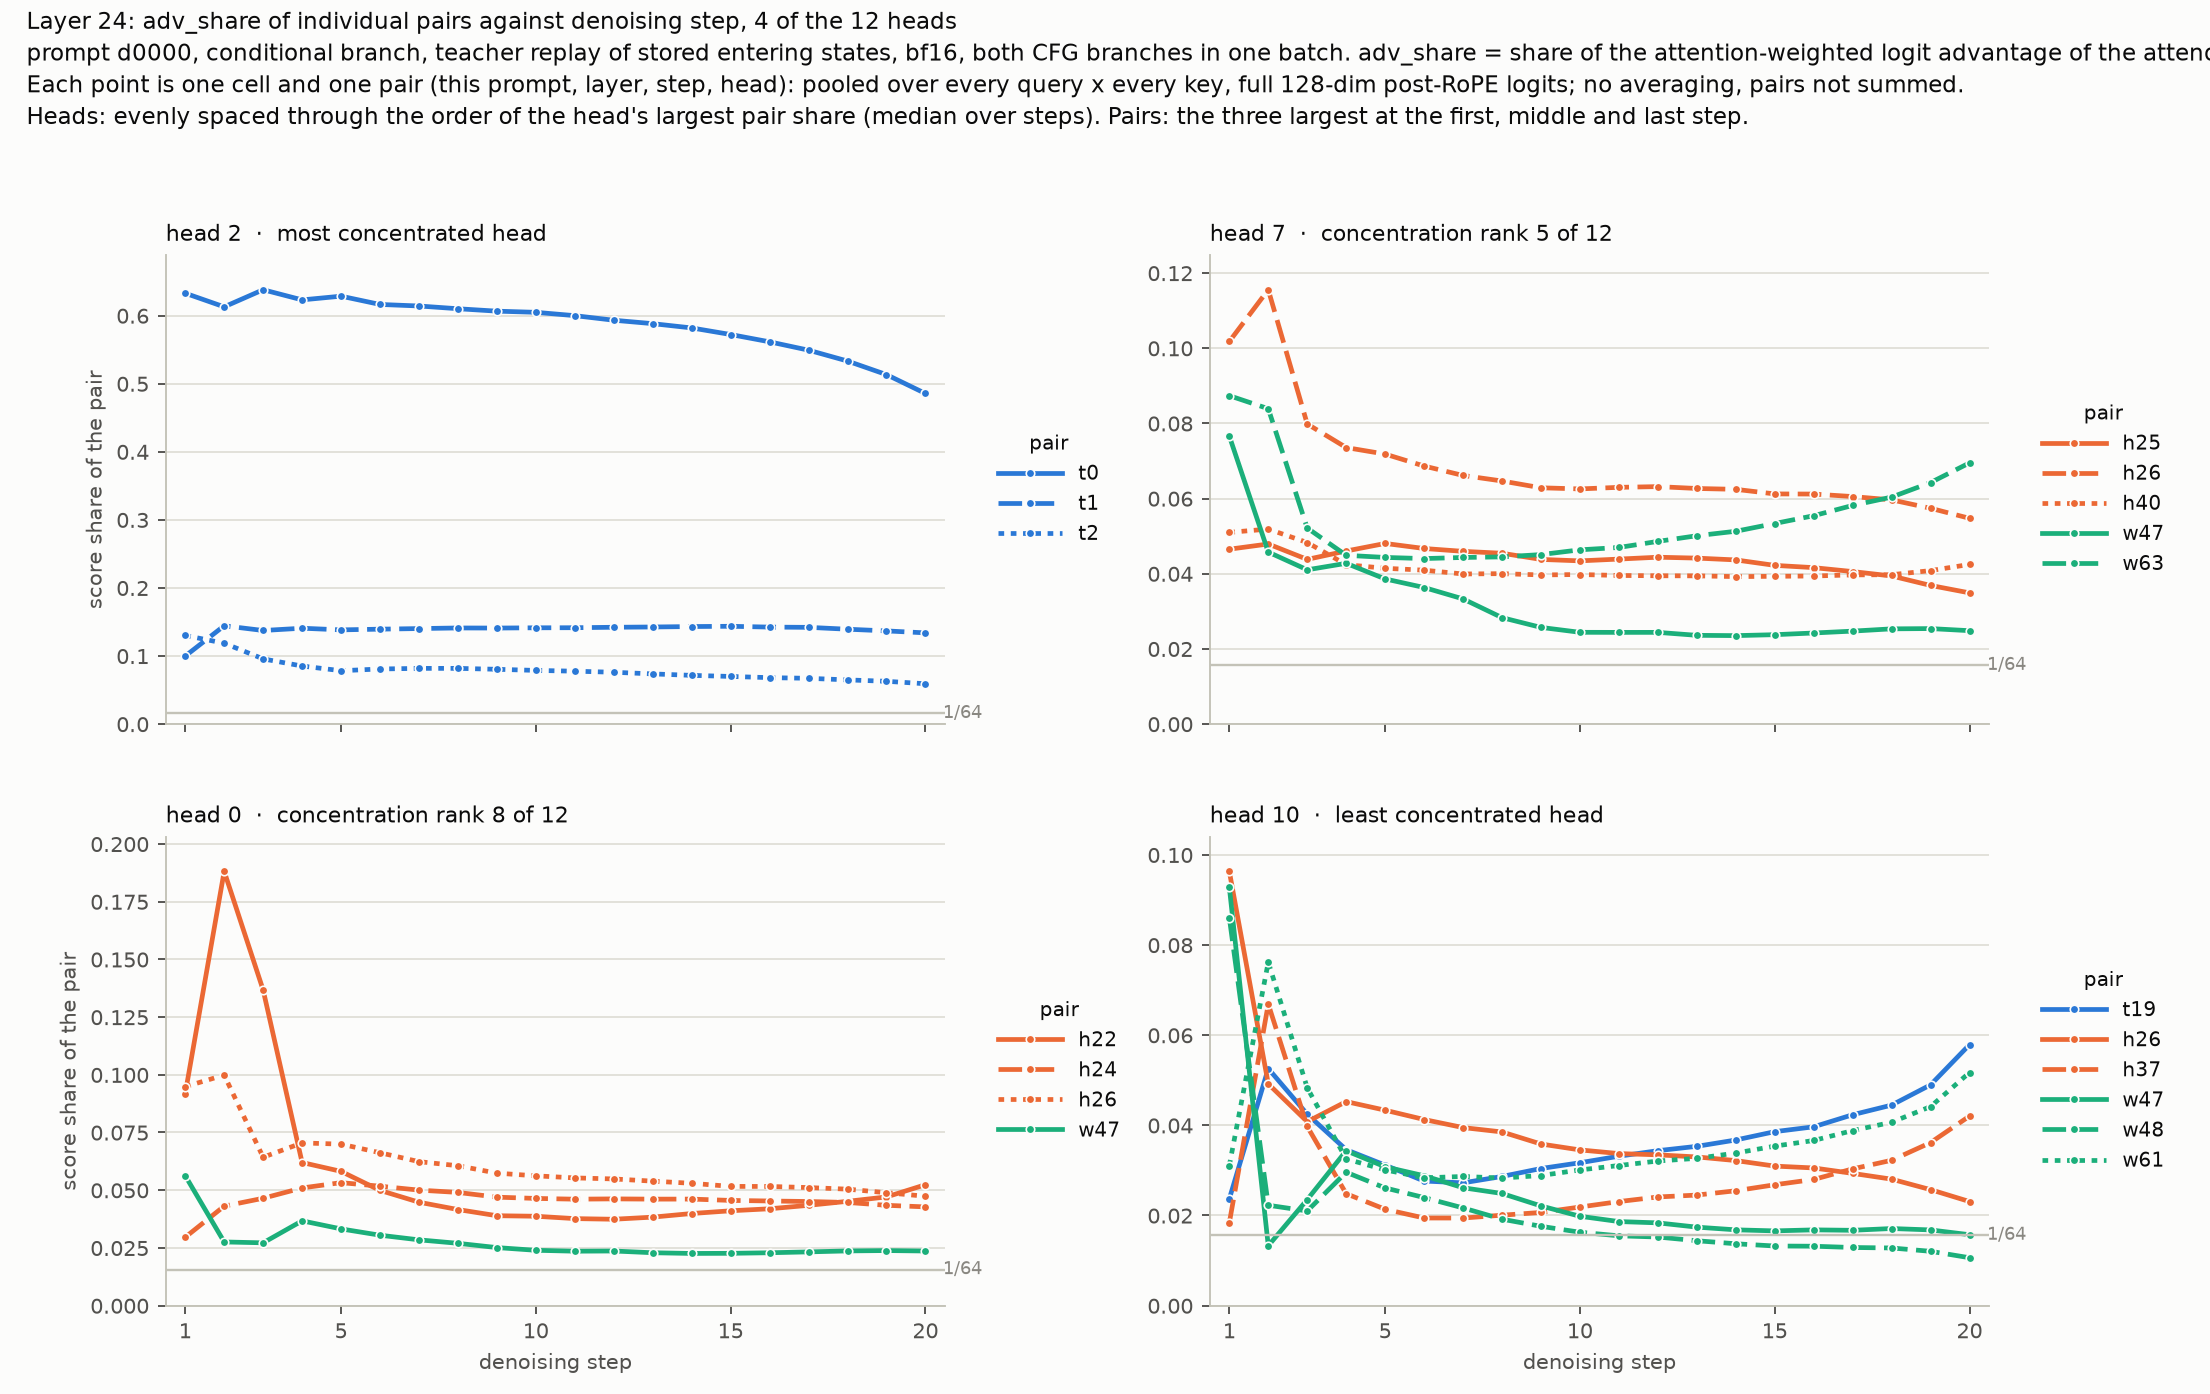 Layer 24: adv_share of individual pairs against denoising step, 4 of the 12 heads
prompt d0000, conditional branch, teacher replay of stored entering states, bf16, both CFG branches in one batch. adv_share = share of the attention-weighted logit advantage of the
Each point is one cell and one pair (this prompt, layer, step, head): pooled over every query x every key, full 128-dim post-RoPE logits; no averaging, pairs not summed.
Heads: evenly spaced through the order of the head's largest pair share (median over steps). Pairs: the three largest at the first, middle and last step.
head 2 · most concentrated head
score share of the pair
0.6
0.5
0.4
0.3
0.2
0.1
0.0
1/64
pair
t0
t1
t2
head 7 · concentration rank 5 of 12
0.12
0.10
0.08
0.06
0.04
0.02
0.00
1/64
pair
h25
h26
h40
w47
w63
head 0 · concentration rank 8 of 12
score share of the pair
0.200
0.175
0.150
0.125
0.100
0.075
0.050
0.025
0.000
1/64
1
5
10
15
20
denoising step
pair
h22
h24
h26
w47
head 10 · least concentrated head
0.10
0.08
0.06
0.04
0.02
0.00
1/64
1
5
10
15
20
denoising step
pair
t19
h26
h37
w47
w48
w61